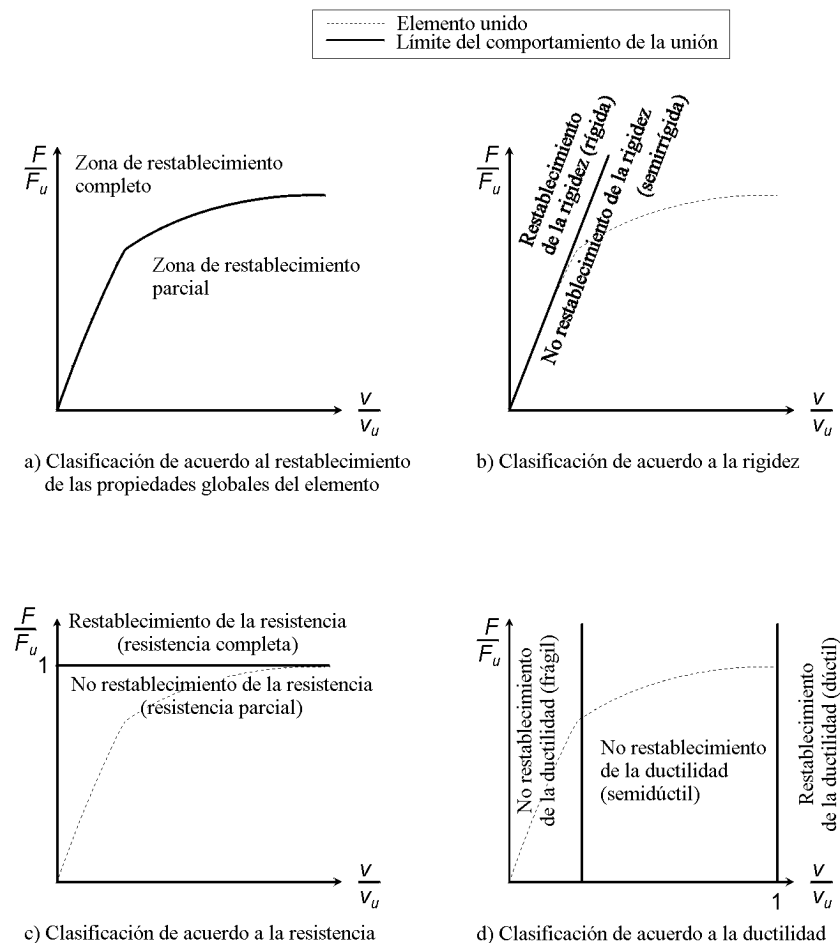 Elemento unido
Límite del comportamiento de la unión
F
F_u
Zona de restablecimiento
completo
Zona de restablecimiento
parcial
v
v_u
a) Clasificación de acuerdo al restablecimiento
de las propiedades globales del elemento
F
F_u
Restablecimiento
de la rigidez (rígida)
No restablecimiento de la rigidez
(semirrígida)
v
v_u
b) Clasificación de acuerdo a la rigidez
F
F_u
1
Restablecimiento de la resistencia
(resistencia completa)
No restablecimiento de la resistencia
(resistencia parcial)
v
v_u
c) Clasificación de acuerdo a la resistencia
F
F_u
No restablecimiento
de la ductilidad (frágil)
No restablecimiento
de la ductilidad
(semidúctil)
Restablecimiento
de la ductilidad (dúctil)
1
v
v_u
d) Clasificación de acuerdo a la ductilidad